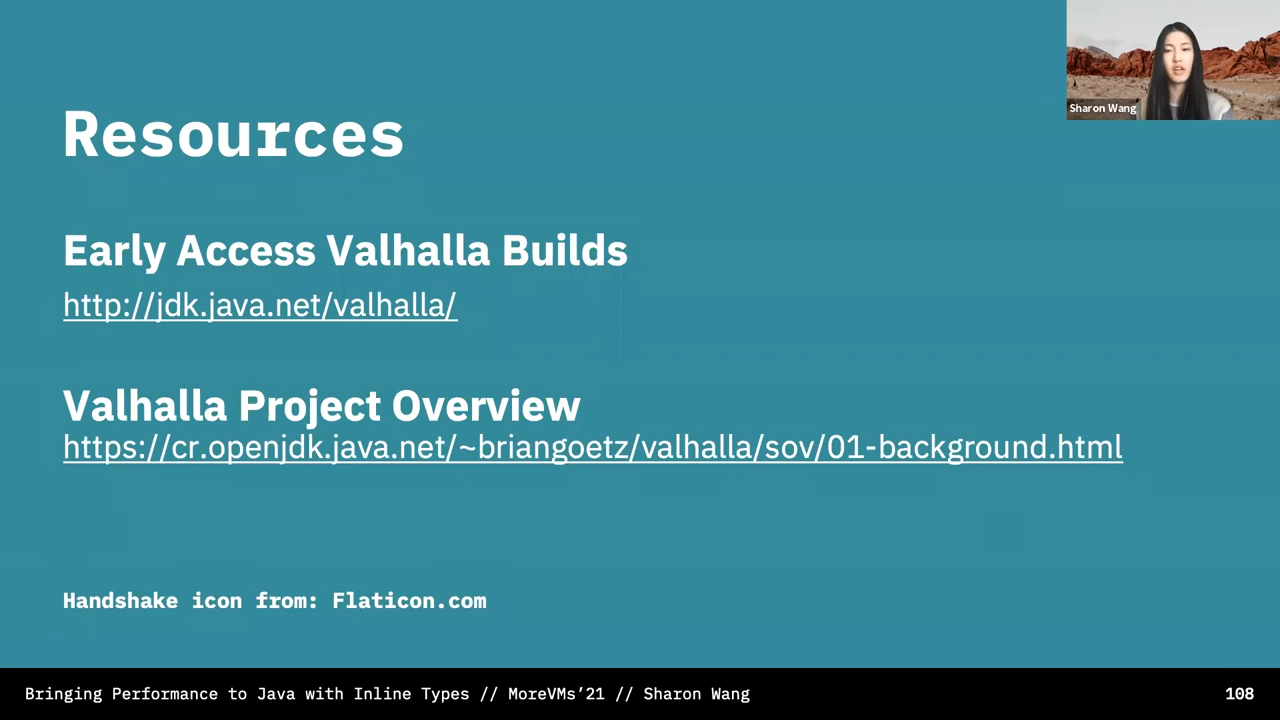 Sharon Wang
Resources
Early Access Valhalla Builds
http://jdk.java.net/valhalla/
Valhalla Project Overview
https://cr.openjdk.java.net/~briangoetz/valhalla/sov/01-background.html
Handshake icon from: Flaticon.com
Bringing Performance to Java with Inline Types // MoreVMs’21 // Sharon Wang
108